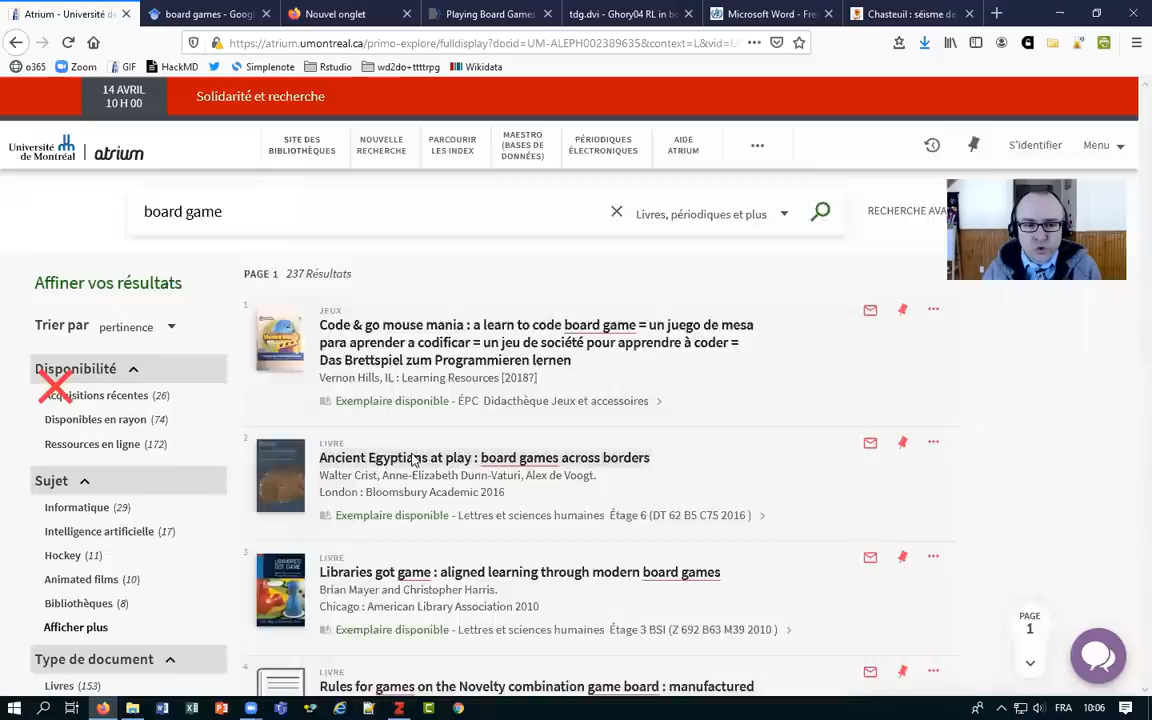 Atrium - Université de
board games - Goog
Nouvel onglet
Playing Board Games
tdg.dvi - Ghory04 RL in bo
Microsoft Word - Fre
Chasteuil : séisme de
https://atrium.umontreal.ca/primo-explore/fulldisplay?docid=UM-ALEPH002389635&context=L&vid=U
o365
Zoom
GIF
HackMD
Simplenote
Rstudio
wd2do+ttttrpg
Wikidata
14 AVRIL
10 H 00
Solidarité et recherche
Université
de Montréal
atrium
SITE DES
BIBLIOTHÈQUES
NOUVELLE
RECHERCHE
PARCOURIR
LES INDEX
MAESTRO
(BASES DE
DONNÉES)
PÉRIODIQUES
ÉLECTRONIQUES
AIDE
ATRIUM
S'identifier
Menu
board game
Livres, périodiques et plus
RECHERCHE AVA
Affiner vos résultats
Trier par pertinence
Disponibilité
Acquisitions récentes (26)
Disponibles en rayon (74)
Ressources en ligne (172)
Sujet
Informatique (29)
Intelligence artificielle (17)
Hockey (11)
Animated films (10)
Bibliothèques (8)
Afficher plus
Type de document
Livres (153)
PAGE 1 237 Résultats
1
JEUX
Code & go mouse mania : a learn to code board game = un juego de mesa
para aprender a codificar = un jeu de société pour apprendre à coder =
Das Brettspiel zum Programmieren lernen
Vernon Hills, IL : Learning Resources [2018?]
Exemplaire disponible - ÉPC Didacthèque Jeux et accessoires
2
LIVRE
Ancient Egyptians at play : board games across borders
Walter Crist, Anne-Elizabeth Dunn-Vaturi, Alex de Voogt.
London : Bloomsbury Academic 2016
Exemplaire disponible - Lettres et sciences humaines Étage 6 (DT 62 B5 C75 2016 )
3
LIVRE
Libraries got game : aligned learning through modern board games
Brian Mayer and Christopher Harris.
Chicago : American Library Association 2010
Exemplaire disponible - Lettres et sciences humaines Étage 3 BSI (Z 692 B63 M39 2010 )
4
LIVRE
Rules for games on the Novelty combination game board : manufactured
PAGE
1
FRA
10:06